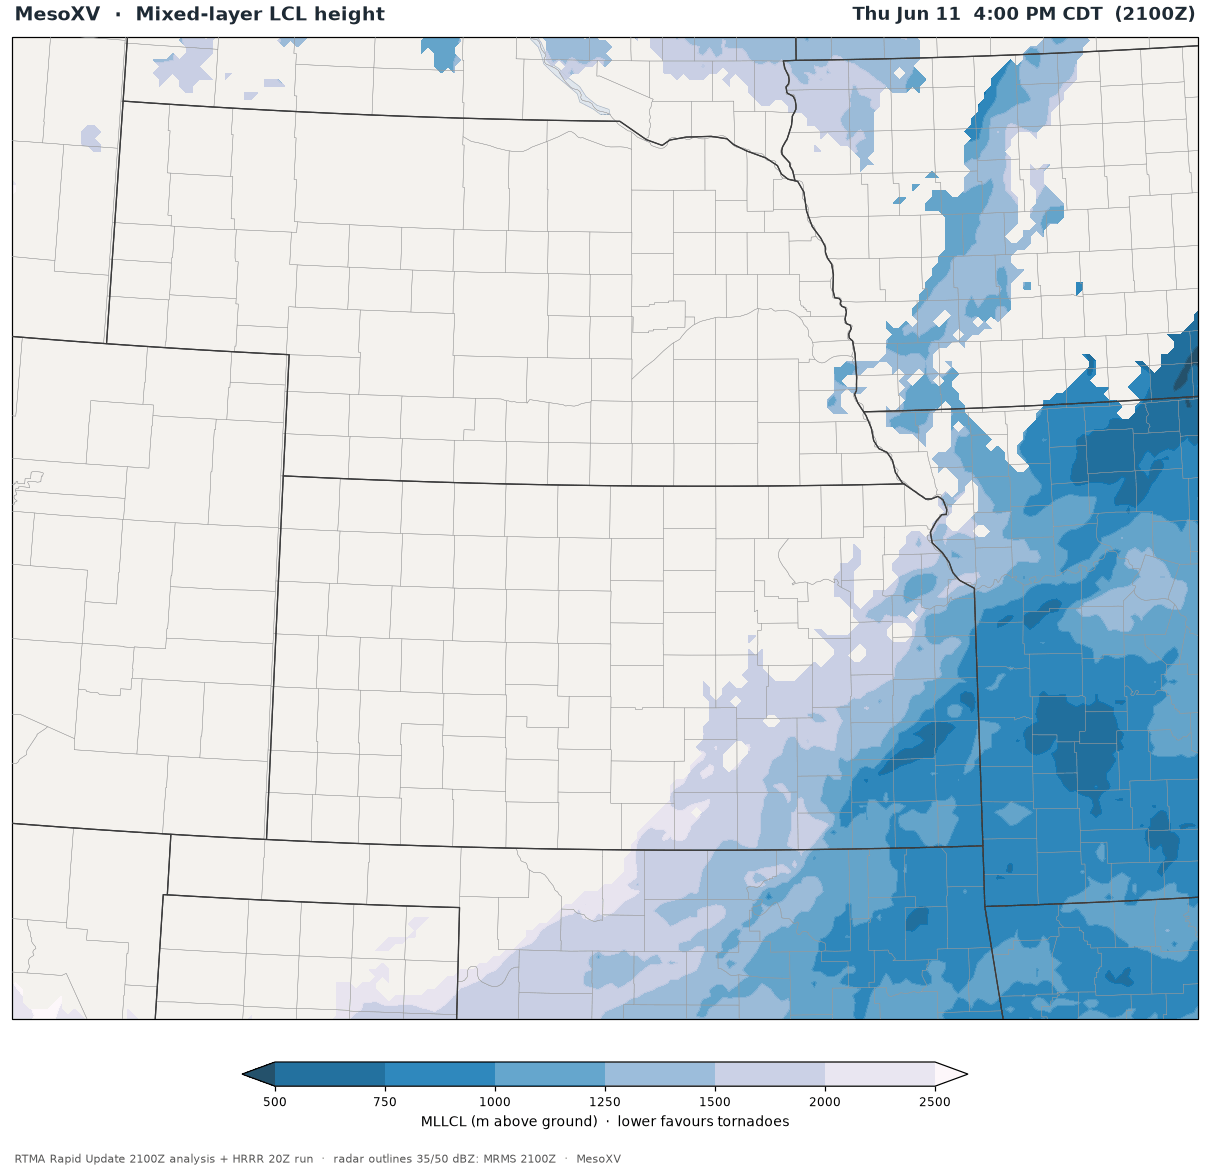 MesoXV · Mixed-layer LCL height
Thu Jun 11 4:00 PM CDT (2100Z)
500 750 1000 1250 1500 2000 2500
MLLCL (m above ground) · lower favours tornadoes
RTMA Rapid Update 2100Z analysis + HRRR 20Z run · radar outlines 35/50 dBZ: MRMS 2100Z · MesoXV